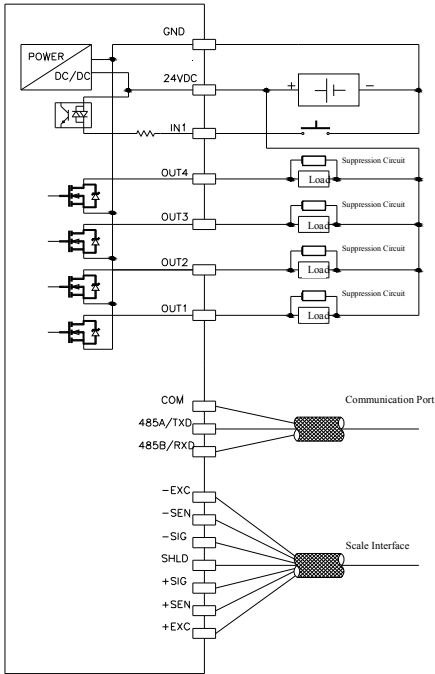 GND
POWER
DC/DC
24VDC
+
−
IN1
OUT4
Suppression Circuit
Load
OUT3
Suppression Circuit
Load
OUT2
Suppression Circuit
Load
OUT1
Suppression Circuit
Load
COM
Communication Port
485A/TXD
485B/RXD
−EXC
−SEN
−SIG
Scale Interface
SHLD
+SIG
+SEN
+EXC